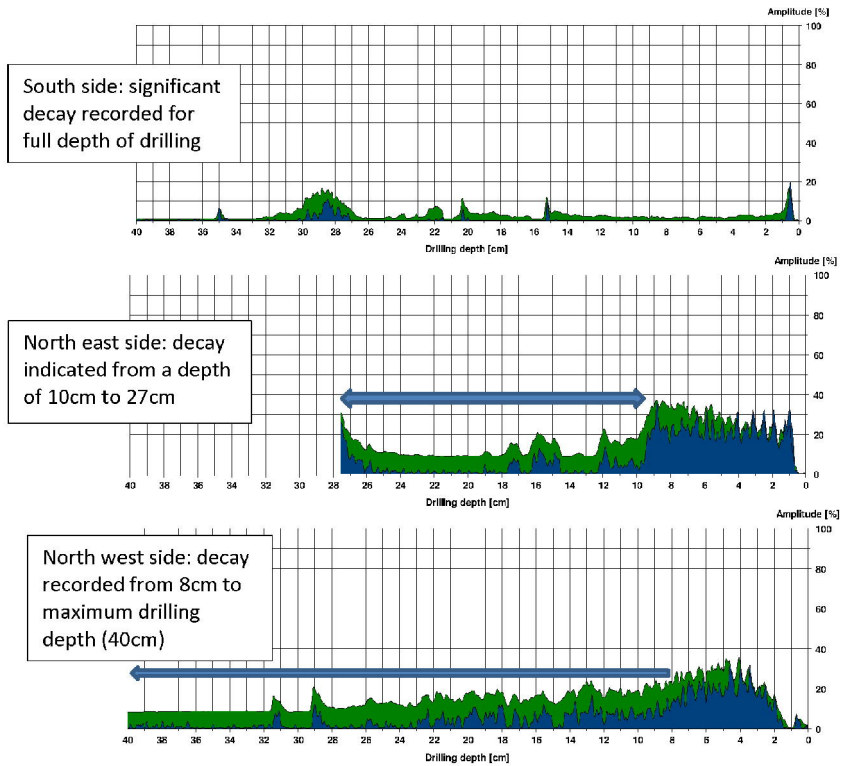 Amplitude [%]
100
80
60
40
20
0
South side: significant
decay recorded for
full depth of drilling
40 38 36 34 32 30 28 26 24 22 20 18 16 14 12 10 8 6 4 2 0
Drilling depth [cm]
Amplitude [%]
100
80
60
40
20
0
North east side: decay
indicated from a depth
of 10cm to 27cm
40 38 36 34 32 30 28 26 24 22 20 18 16 14 12 10 8 6 4 2 0
Drilling depth [cm]
Amplitude [%]
100
80
60
40
20
0
North west side: decay
recorded from 8cm to
maximum drilling
depth (40cm)
40 38 36 34 32 30 28 26 24 22 20 18 16 14 12 10 8 6 4 2 0
Drilling depth [cm]